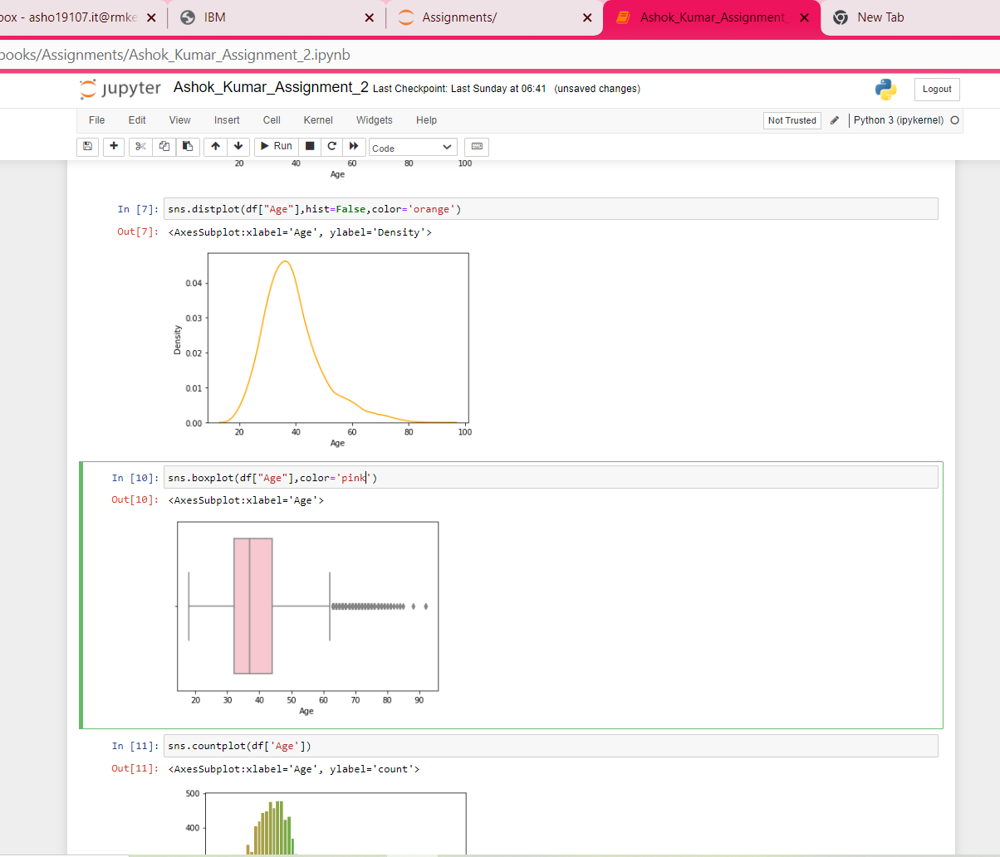 box - asho19107.it@rmke
IBM
Assignments/
Ashok_Kumar_Assignment_
New Tab
books/Assignments/Ashok_Kumar_Assignment_2.ipynb
jupyter Ashok_Kumar_Assignment_2 Last Checkpoint: Last Sunday at 06:41 (unsaved changes)
Logout
File Edit View Insert Cell Kernel Widgets Help
Not Trusted
Python 3 (ipykernel)
Run
Code
20 40 60 80 100
Age
In [7]: sns.distplot(df["Age"],hist=False,color='orange')
Out[7]: <AxesSubplot:xlabel='Age', ylabel='Density'>
0.04
0.03
0.02
0.01
0.00
Density
20 40 60 80 100
Age
In [10]: sns.boxplot(df["Age"],color='pink')
Out[10]: <AxesSubplot:xlabel='Age'>
20 30 40 50 60 70 80 90
Age
In [11]: sns.countplot(df['Age'])
Out[11]: <AxesSubplot:xlabel='Age', ylabel='count'>
500
400